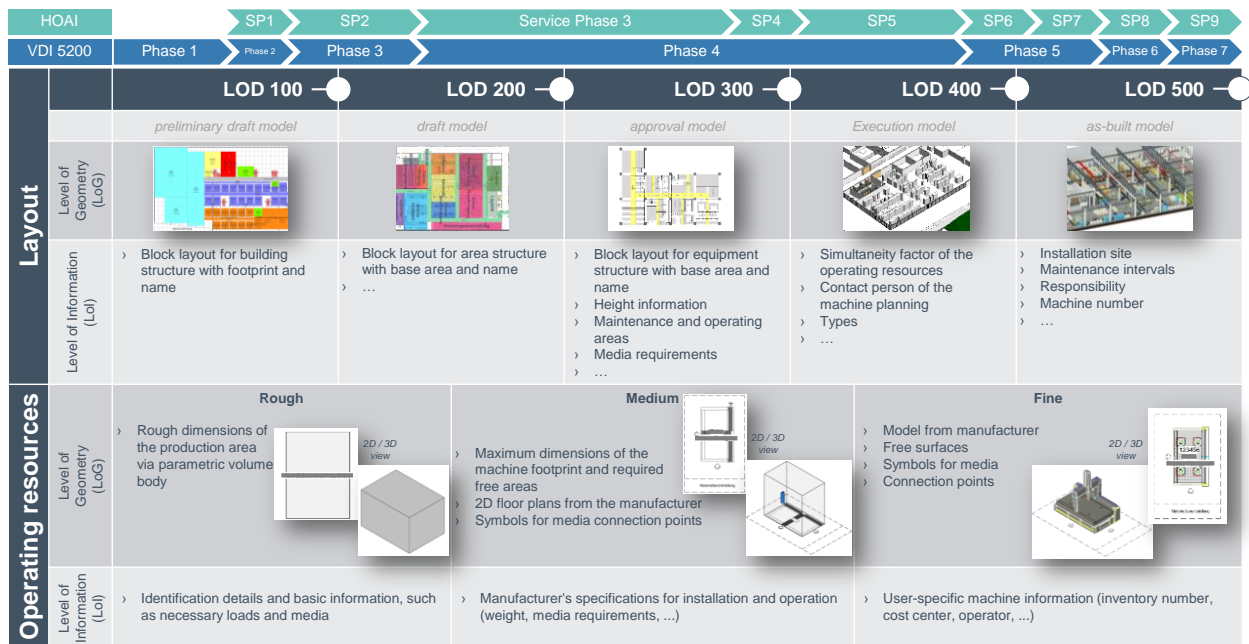 HOAI
SP1
SP2
Service Phase 3
SP4
SP5
SP6
SP7
SP8
SP9
VDI 5200
Phase 1
Phase 2
Phase 3
Phase 4
Phase 5
Phase 6
Phase 7
LOD 100
LOD 200
LOD 300
LOD 400
LOD 500
preliminary draft model
draft model
approval model
Execution model
as-built model
Layout
Level of
Geometry
(LoG)
Level of Information
(LoI)
› Block layout for building
structure with footprint and
name
› Block layout for area structure
with base area and name
› …
› Block layout for equipment
structure with base area and
name
› Height information
› Maintenance and operating
areas
› Media requirements
› …
› Simultaneity factor of the
operating resources
› Contact person of the
machine planning
› Types
› …
› Installation site
› Maintenance intervals
› Responsibility
› Machine number
› …
Operating resources
Level of
Geometry
(LoG)
Rough
› Rough dimensions of
the production area
via parametric volume
body
2D / 3D
view
Medium
› Maximum dimensions of the
machine footprint and required
free areas
› 2D floor plans from the manufacturer
› Symbols for media connection points
2D / 3D
view
Fine
› Model from manufacturer
› Free surfaces
› Symbols for media
› Connection points
2D / 3D
view
123456
Level of
Information
(LoI)
› Identification details and basic information, such
as necessary loads and media
› Manufacturer's specifications for installation and operation
(weight, media requirements, ...)
› User-specific machine information (inventory number,
cost center, operator, ...)